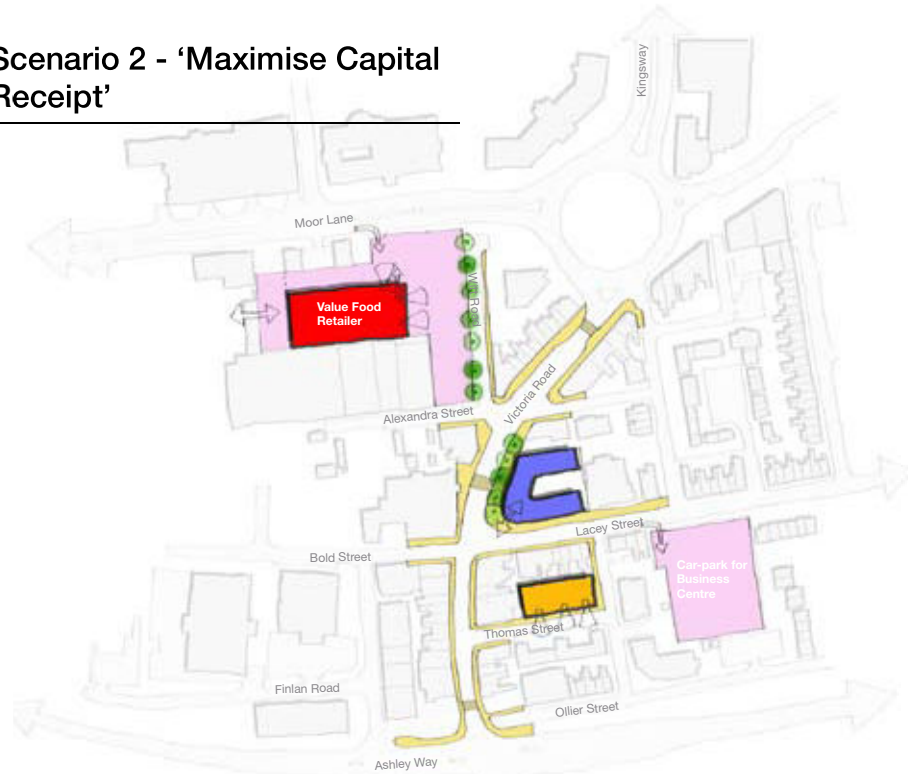 Scenario 2 - ‘Maximise Capital
Receipt’
Kingsway
Moor Lane
Value Food
Retailer
Road
Victoria Road
Alexandra Street
Lacey Street
Bold Street
Car-park for
Business
Centre
Thomas Street
Finlan Road
Ollier Street
Ashley Way